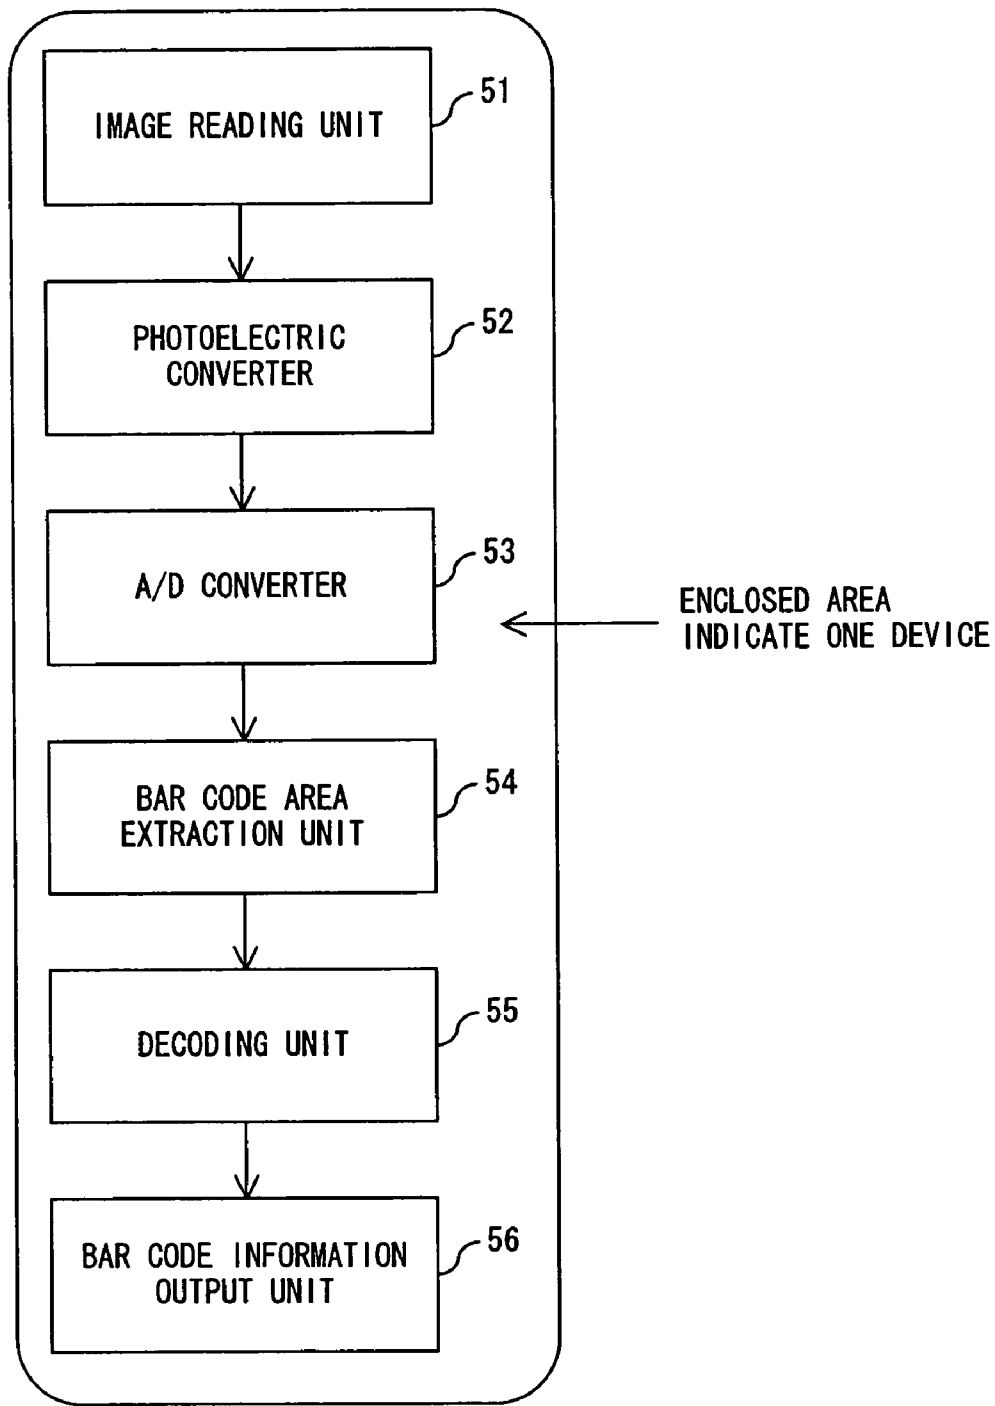 IMAGE READING UNIT
51
PHOTOELECTRIC
CONVERTER
52
A/D CONVERTER
53
ENCLOSED AREA
INDICATE ONE DEVICE
BAR CODE AREA
EXTRACTION UNIT
54
DECODING UNIT
55
BAR CODE INFORMATION
OUTPUT UNIT
56